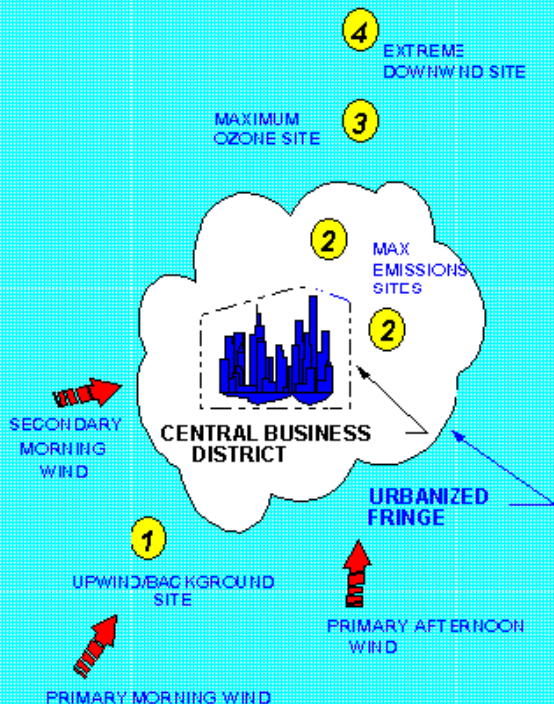 4
EXTREME
DOWNWIND SITE
MAXIMUM
OZONE SITE
3
2
MAX
EMISSIONS
SITES
2
SECONDARY
MORNING
WIND
CENTRAL BUSINESS
DISTRICT
URBANIZED
FRINGE
1
UPWIND/BACKGROUND
SITE
PRIMARY AFTERNOON
WIND
PRIMARY MORNING WIND